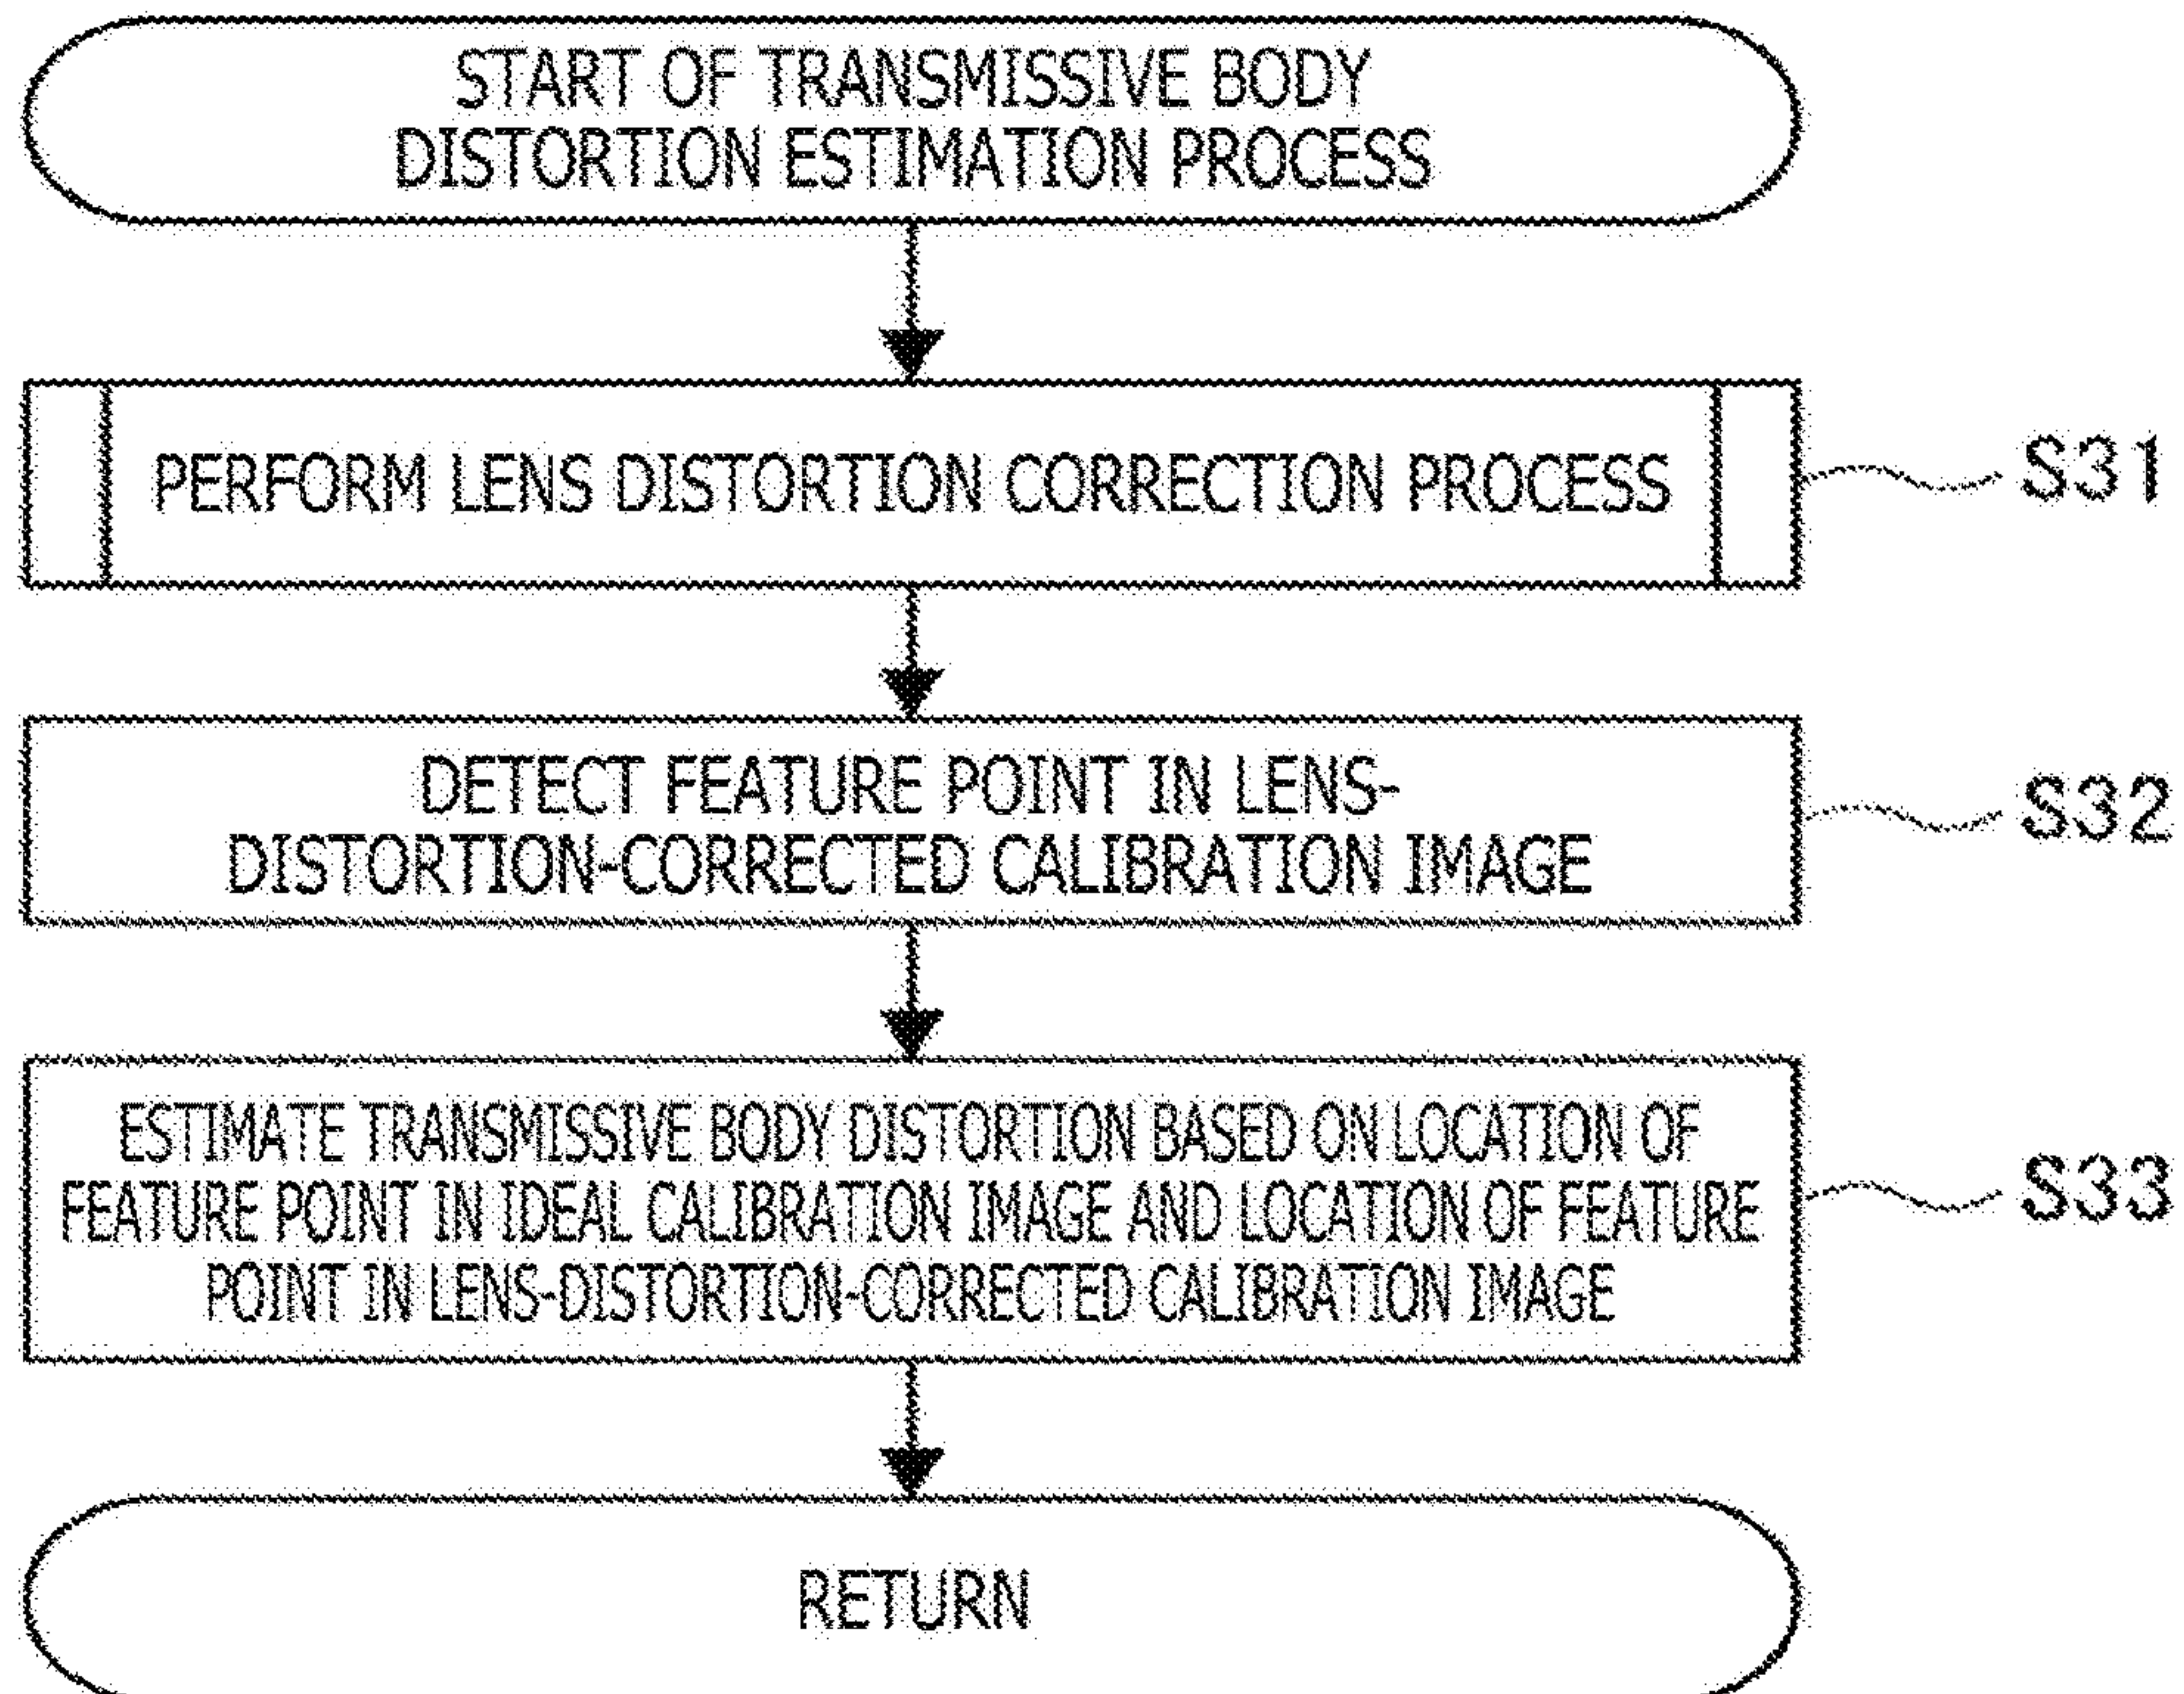 START OF TRANSMISSIVE BODY
DISTORTION ESTIMATION PROCESS
PERFORM LENS DISTORTION CORRECTION PROCESS
S31
DETECT FEATURE POINT IN LENS-
DISTORTION-CORRECTED CALIBRATION IMAGE
S32
ESTIMATE TRANSMISSIVE BODY DISTORTION BASED ON LOCATION OF
FEATURE POINT IN IDEAL CALIBRATION IMAGE AND LOCATION OF FEATURE
POINT IN LENS-DISTORTION-CORRECTED CALIBRATION IMAGE
S33
RETURN